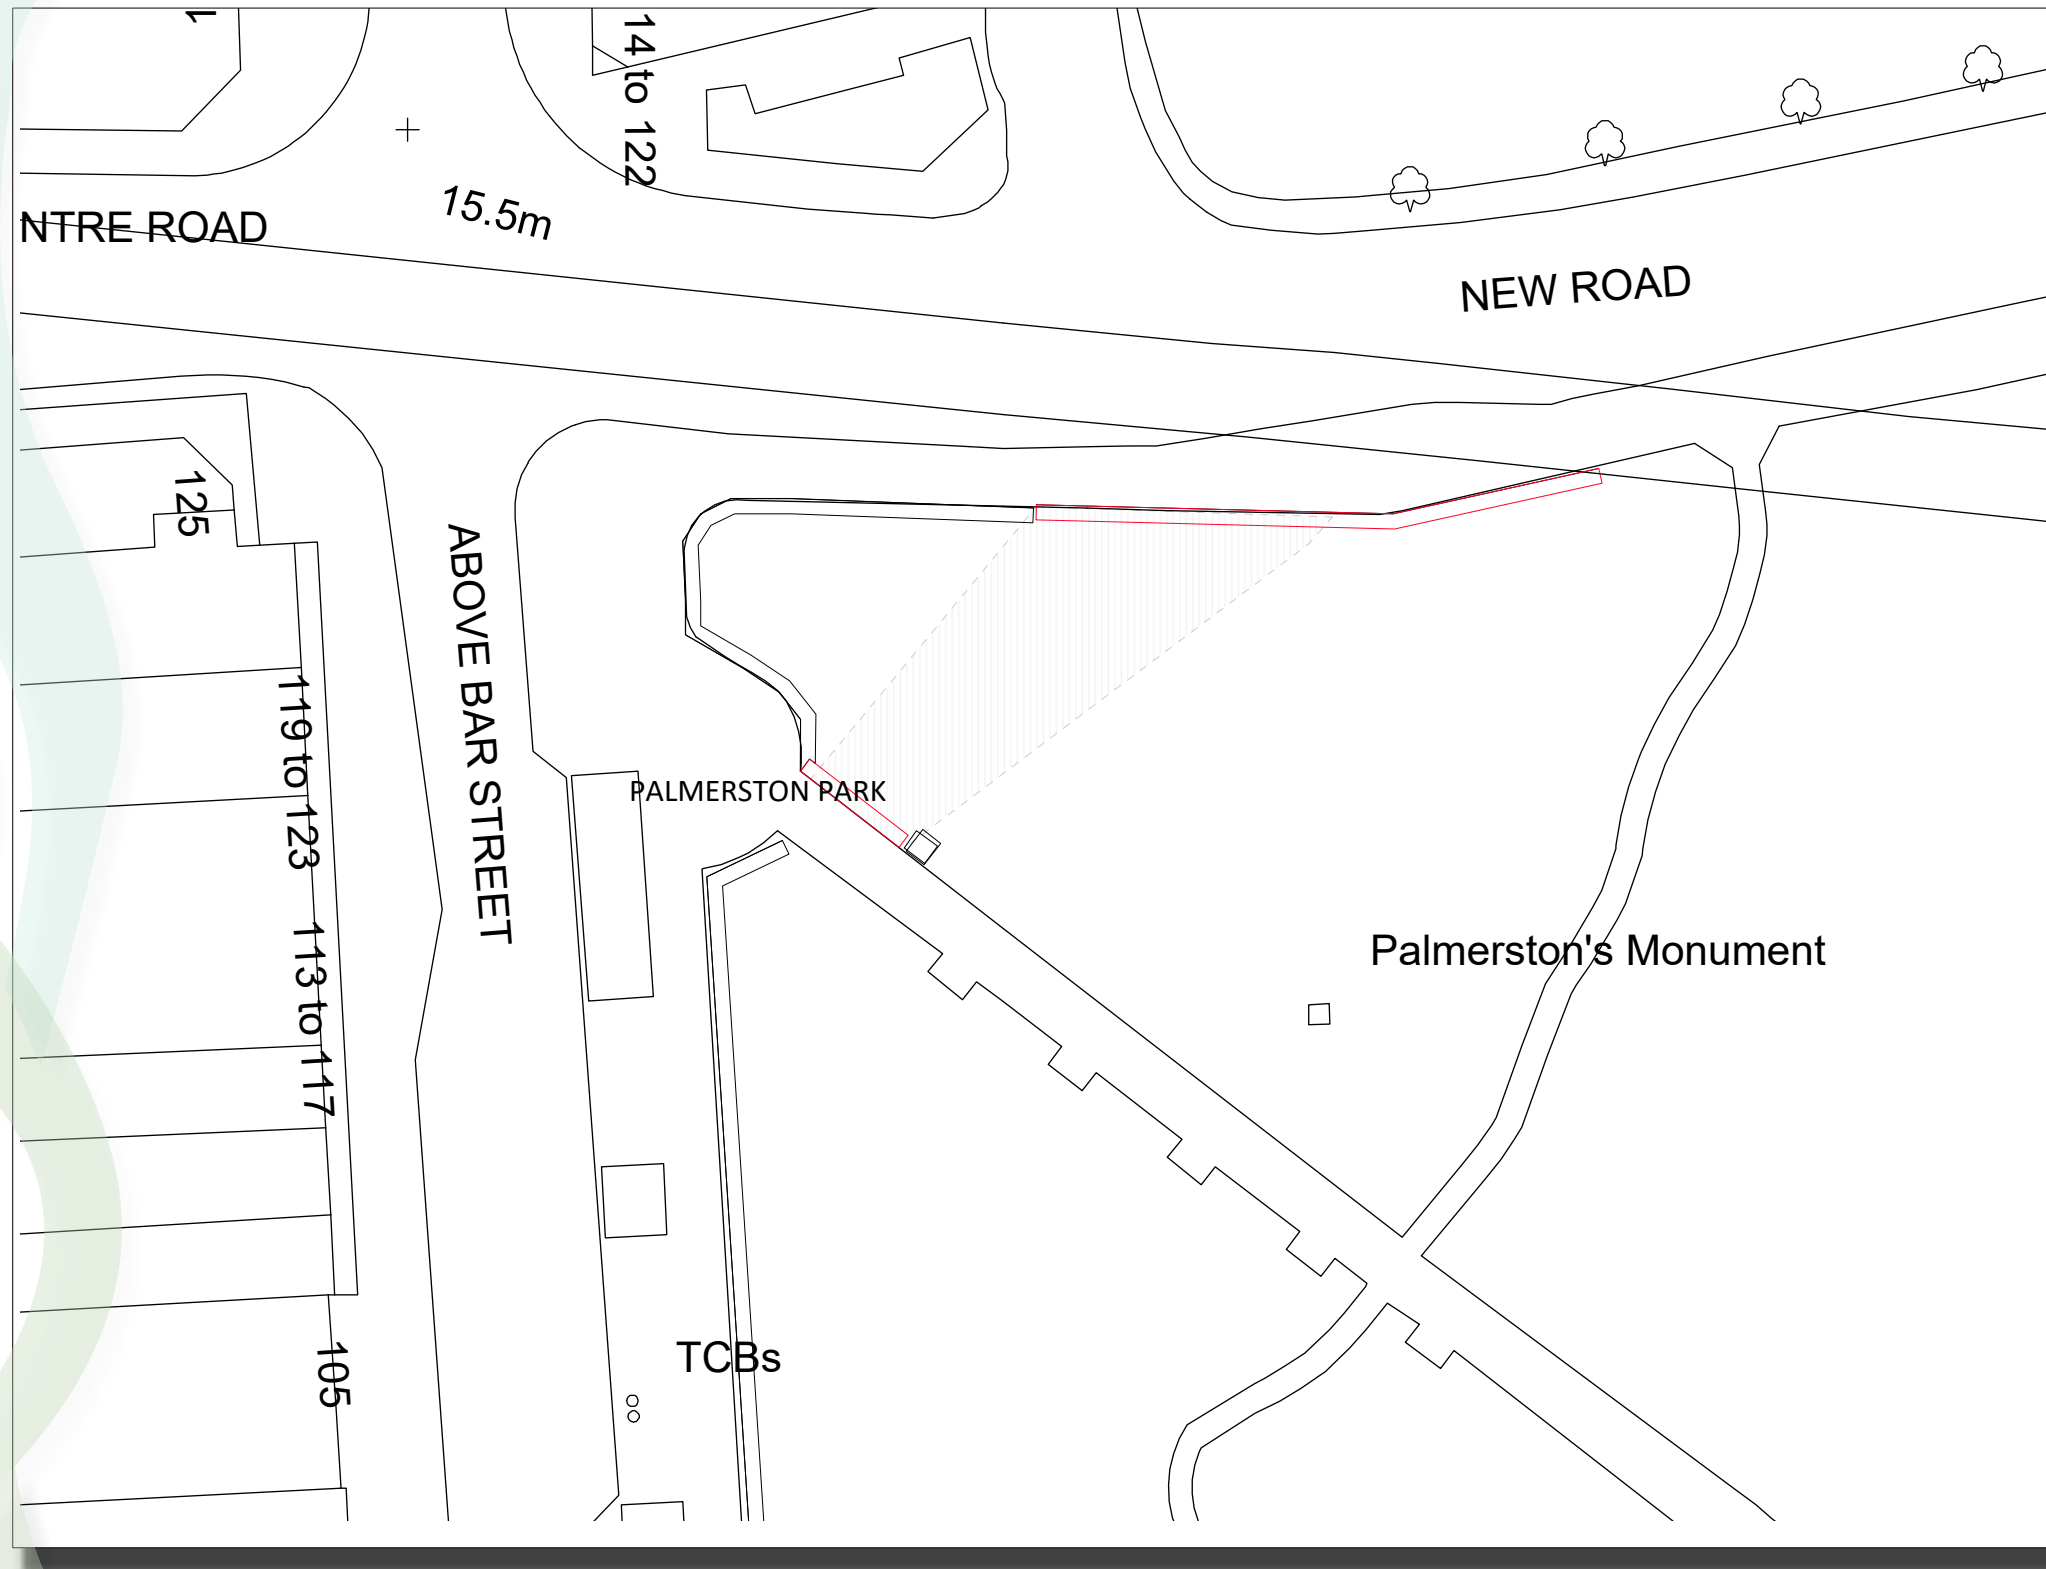 14 to 122
NTRE ROAD
15.5m
NEW ROAD
125
ABOVE BAR STREET
119 to 123
PALMERSTON PARK
113 to 117
Palmerston's Monument
TCBs
105